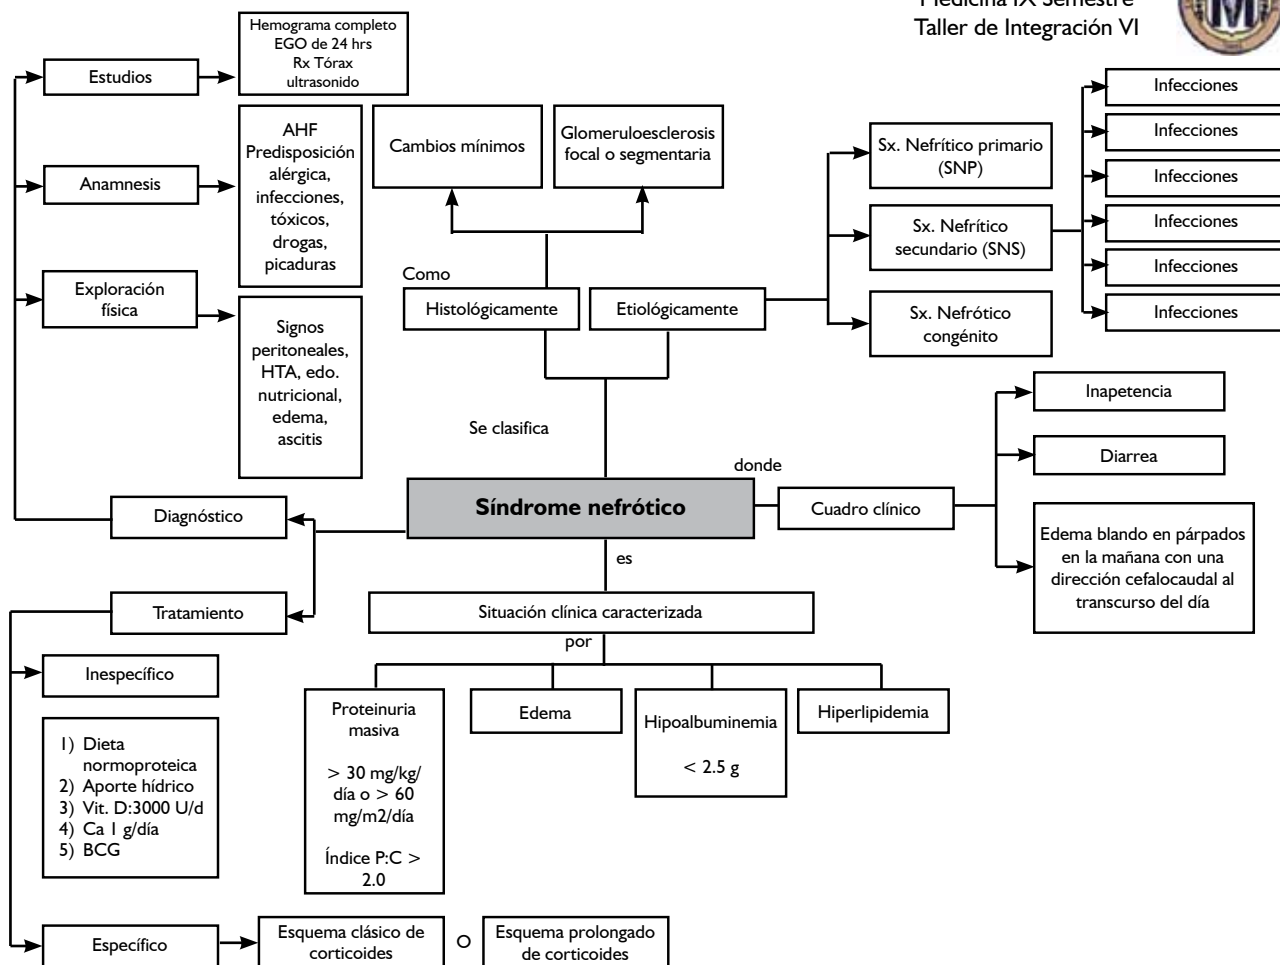 Medicina IX Semestre
Taller de Integración VI
Hemograma completo
EGO de 24 hrs
Rx Tórax
ultrasonido
Estudios
AHF
Predisposición
alérgica,
infecciones,
tóxicos,
drogas,
picaduras
Anamnesis
Exploración
física
Signos
peritoneales,
HTA, edo.
nutricional,
edema,
ascitis
Cambios mínimos
Glomeruloesclerosis
focal o segmentaria
Como
Histológicamente
Etiológicamente
Sx. Nefrítico primario
(SNP)
Sx. Nefrítico
secundario (SNS)
Sx. Nefrótico
congénito
Infecciones
Infecciones
Infecciones
Infecciones
Infecciones
Infecciones
Se clasifica
donde
Síndrome nefrótico
Cuadro clínico
Inapetencia
Diarrea
Edema blando en párpados
en la mañana con una
dirección cefalocaudal al
transcurso del día
Diagnóstico
Tratamiento
es
Situación clínica caracterizada
por
Proteinuria
masiva
> 30 mg/kg/
día o > 60
mg/m2/día
Índice P:C >
2.0
Edema
Hipoalbuminemia
< 2.5 g
Hiperlipidemia
Inespecífico
1) Dieta
normoproteica
2) Aporte hídrico
3) Vit. D:3000 U/d
4) Ca 1 g/día
5) BCG
Específico
Esquema clásico de
corticoides
O
Esquema prolongado
de corticoides